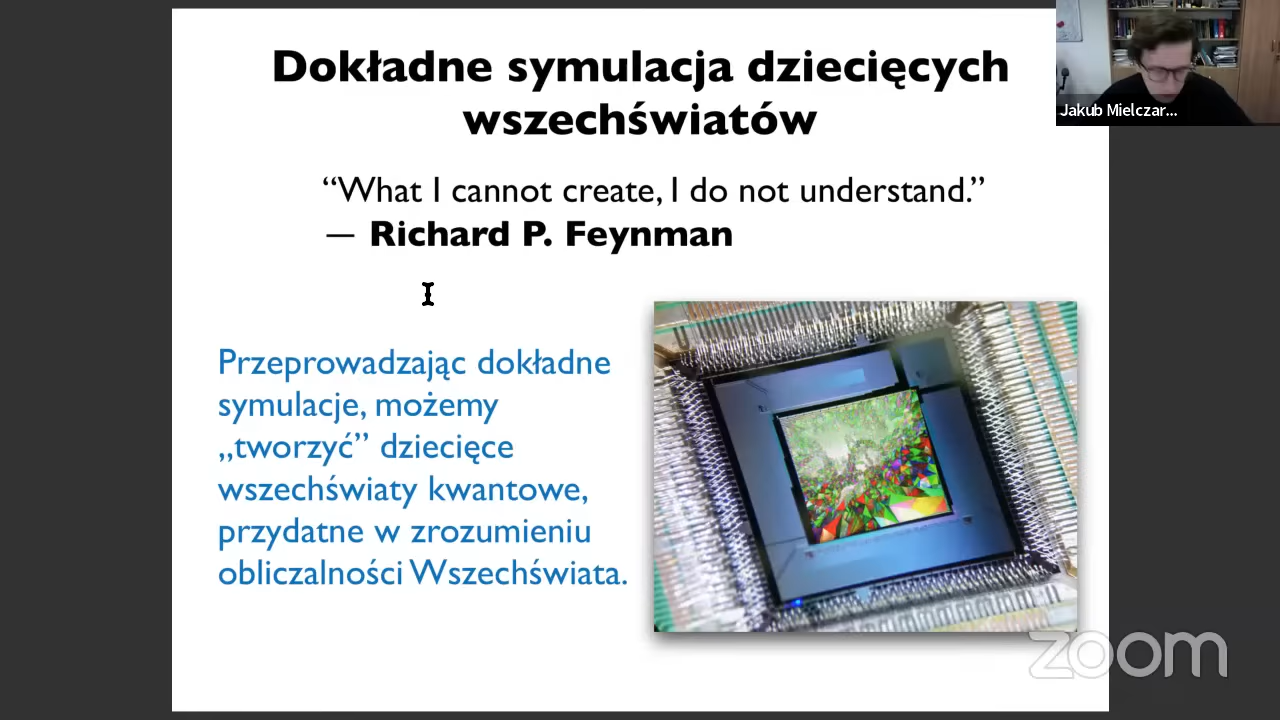 Dokładne symulacja dziecięcych
wszechświatów
“What I cannot create, I do not understand.”
— Richard P. Feynman
Przeprowadzając dokładne
symulacje, możemy
„tworzyć” dziecięce
wszechświaty kwantowe,
przydatne w zrozumieniu
obliczalności Wszechświata.
Jakub Mielczar...
zoom